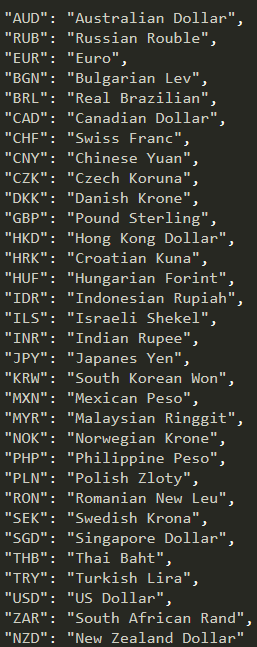 "AUD": "Australian Dollar",
"RUB": "Russian Rouble",
"EUR": "Euro",
"BGN": "Bulgarian Lev",
"BRL": "Real Brazilian",
"CAD": "Canadian Dollar",
"CHF": "Swiss Franc",
"CNY": "Chinese Yuan",
"CZK": "Czech Koruna",
"DKK": "Danish Krone",
"GBP": "Pound Sterling",
"HKD": "Hong Kong Dollar",
"HRK": "Croatian Kuna",
"HUF": "Hungarian Forint",
"IDR": "Indonesian Rupiah",
"ILS": "Israeli Shekel",
"INR": "Indian Rupee",
"JPY": "Japanes Yen",
"KRW": "South Korean Won",
"MXN": "Mexican Peso",
"MYR": "Malaysian Ringgit",
"NOK": "Norwegian Krone",
"PHP": "Philippine Peso",
"PLN": "Polish Zloty",
"RON": "Romanian New Leu",
"SEK": "Swedish Krona",
"SGD": "Singapore Dollar",
"THB": "Thai Baht",
"TRY": "Turkish Lira",
"USD": "US Dollar",
"ZAR": "South African Rand",
"NZD": "New Zealand Dollar"